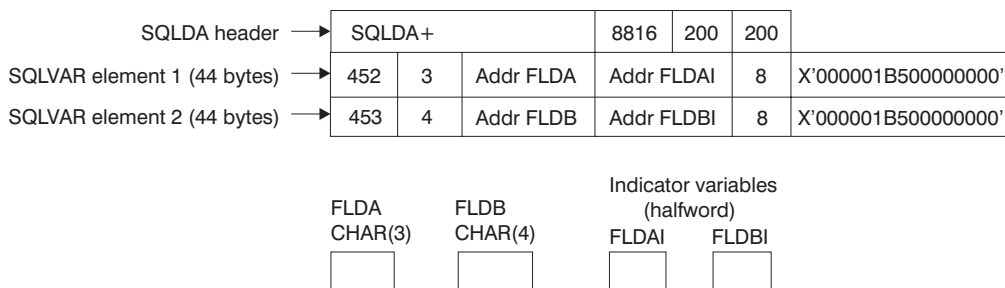 SQLDA header SQLDA+ 8816 200 200
SQLVAR element 1 (44 bytes) 452 3 Addr FLDA Addr FLDAI 8 X'000001B500000000'
SQLVAR element 2 (44 bytes) 453 4 Addr FLDB Addr FLDBI 8 X'000001B500000000'
Indicator variables
FLDA FLDB (halfword)
CHAR(3) CHAR(4) FLDAI FLDBI